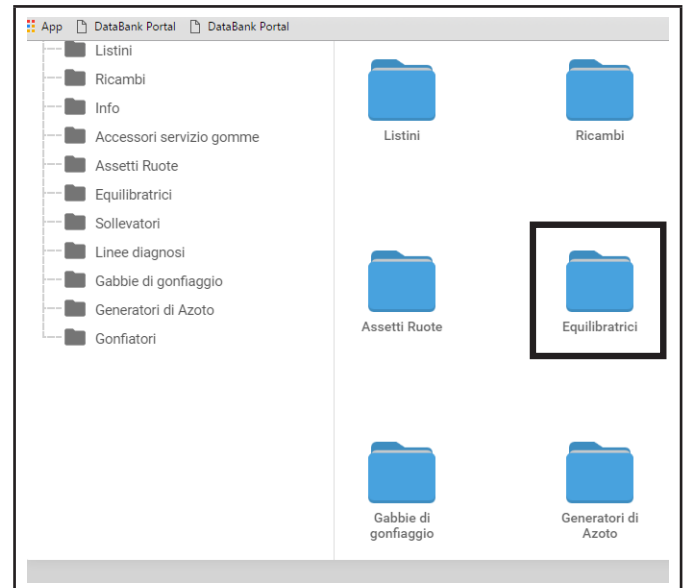 App DataBank Portal DataBank Portal
Listini
Ricambi
Info
Accessori servizio gomme
Assetti Ruote
Equilibratrici
Sollevatori
Linee diagnosi
Gabbie di gonfiaggio
Generatori di Azoto
Gonfiatori
Listini
Ricambi
Assetti Ruote
Equilibratrici
Gabbie di
gonfiaggio
Generatori di
Azoto